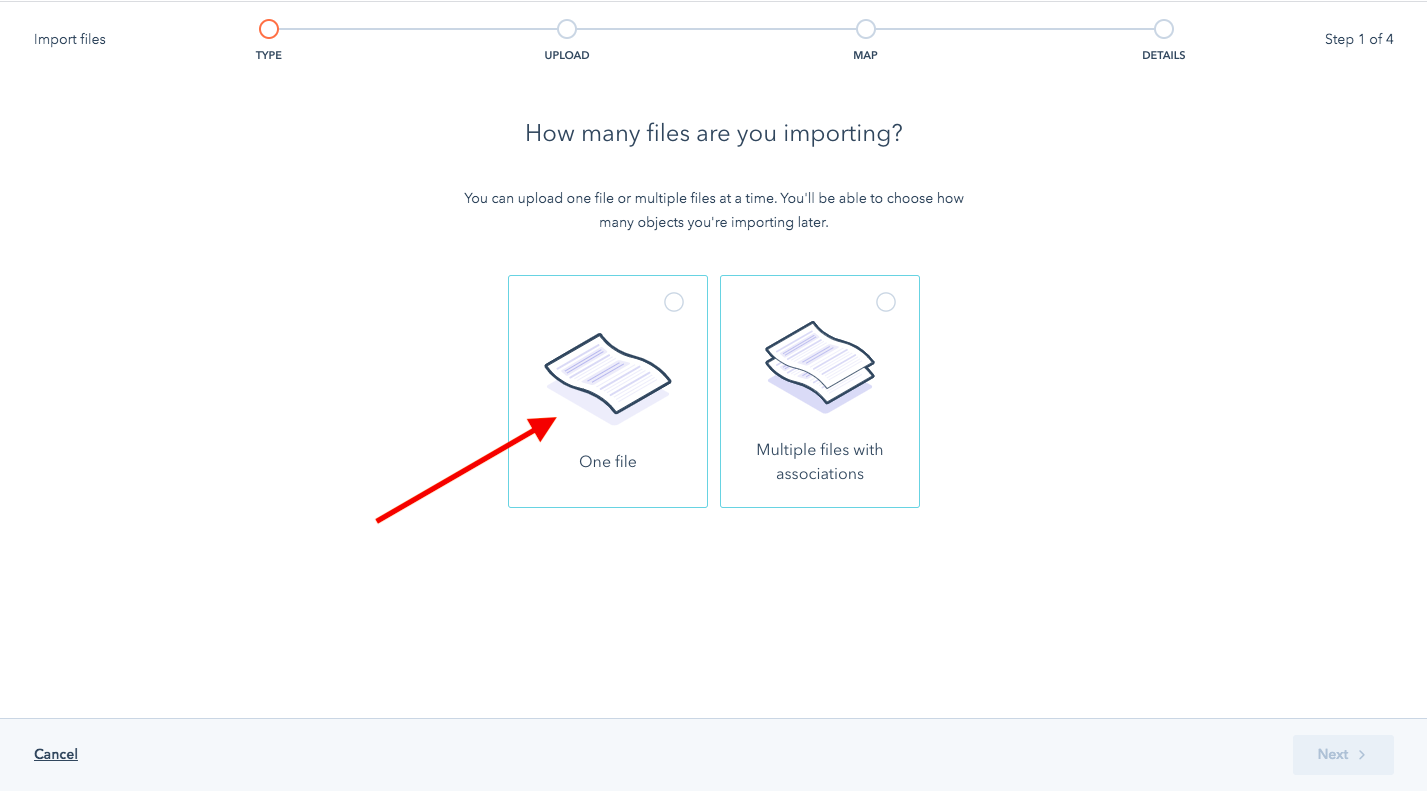 Import files
TYPE
UPLOAD
MAP
DETAILS
Step 1 of 4
How many files are you importing?
You can upload one file or multiple files at a time. You'll be able to choose how
many objects you're importing later.
One file
Multiple files with
associations
Cancel
Next